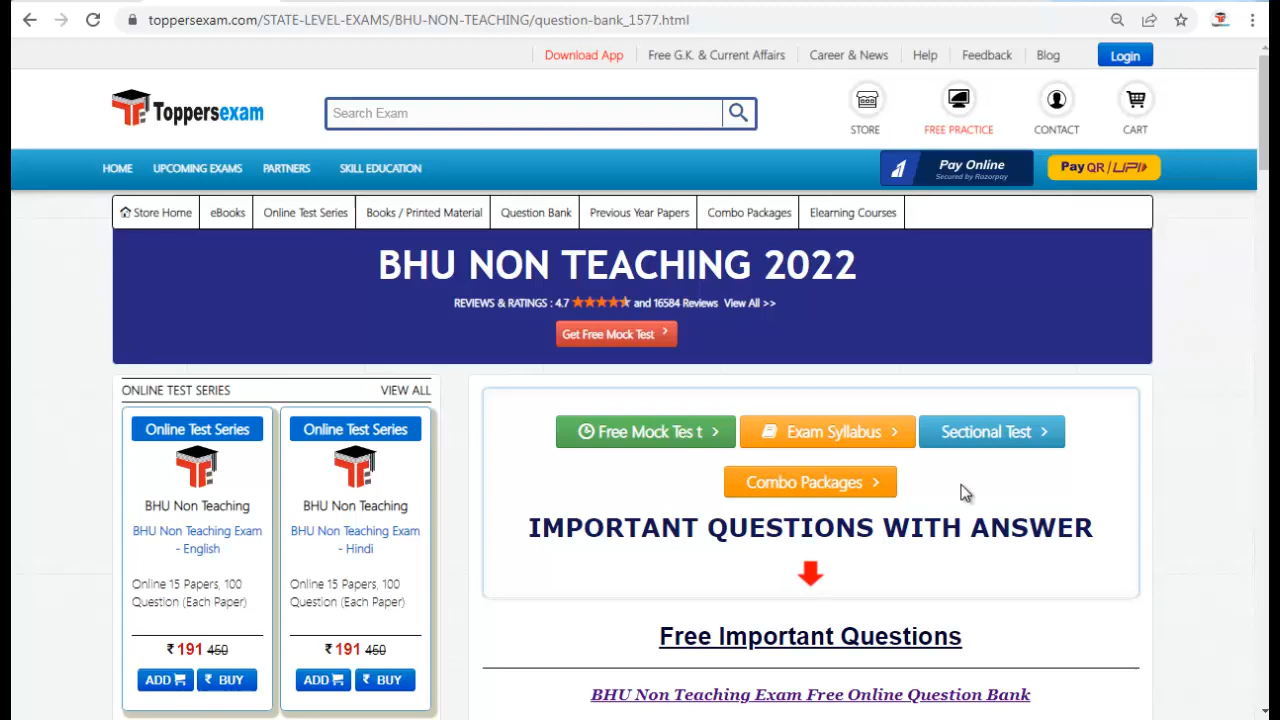 toppersexam.com/STATE-LEVEL-EXAMS/BHU-NON-TEACHING/question-bank_1577.html
Download App Free G.K. & Current Affairs Career & News Help Feedback Blog Login
Toppersexam
Search Exam
STORE FREE PRACTICE CONTACT CART
HOME UPCOMING EXAMS PARTNERS SKILL EDUCATION
Pay Online
Secured by Razorpay
Pay QR / UPI
Store Home eBooks Online Test Series Books / Printed Material Question Bank Previous Year Papers Combo Packages Elearning Courses
BHU NON TEACHING 2022
REVIEWS & RATINGS : 4.7 and 16584 Reviews View All >>
Get Free Mock Test
ONLINE TEST SERIES VIEW ALL
Online Test Series
BHU Non Teaching
BHU Non Teaching Exam
- English
Online 15 Papers, 100
Question (Each Paper)
₹ 191 450
ADD ₹ BUY
Online Test Series
BHU Non Teaching
BHU Non Teaching Exam
- Hindi
Online 15 Papers, 100
Question (Each Paper)
₹ 191 450
ADD ₹ BUY
Free Mock Tes t Exam Syllabus Sectional Test
Combo Packages
IMPORTANT QUESTIONS WITH ANSWER
Free Important Questions
BHU Non Teaching Exam Free Online Question Bank